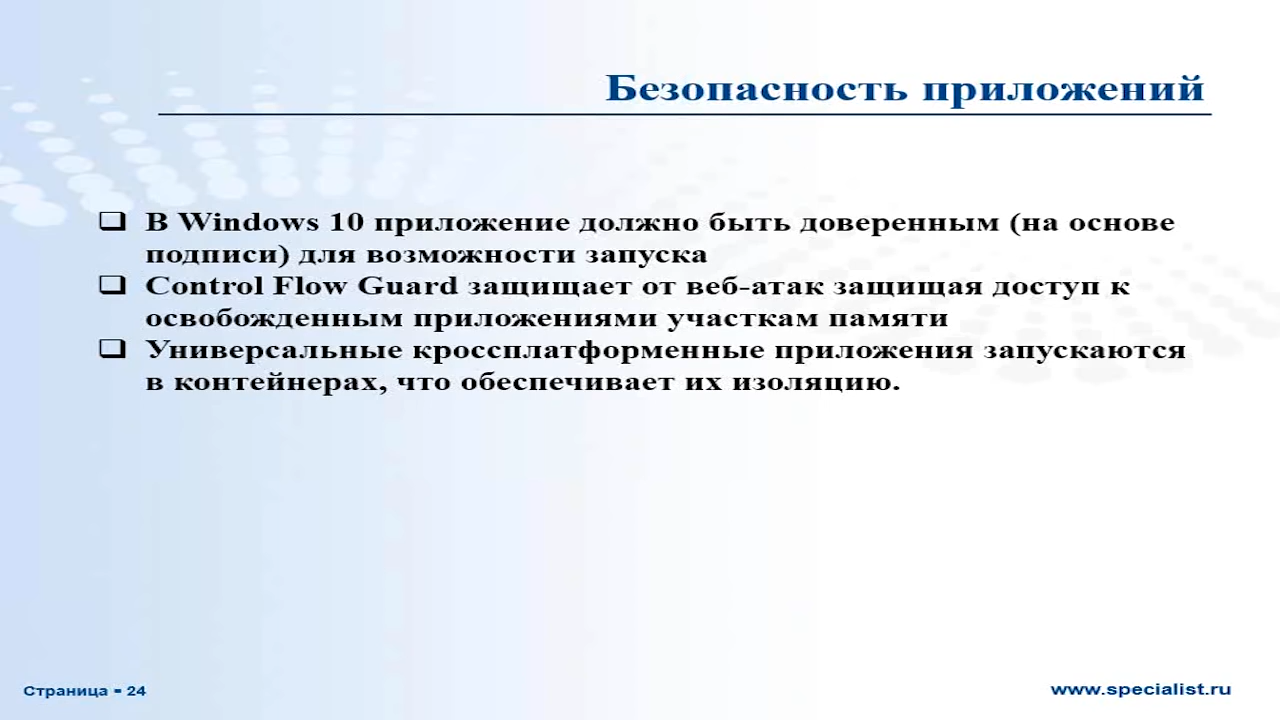 Безопасность приложений
❑ В Windows 10 приложение должно быть доверенным (на основе
подписи) для возможности запуска
❑ Control Flow Guard защищает от веб-атак защищая доступ к
освобожденным приложениями участкам памяти
❑ Универсальные кроссплатформенные приложения запускаются
в контейнерах, что обеспечивает их изоляцию.
Страница ▪ 24
www.specialist.ru